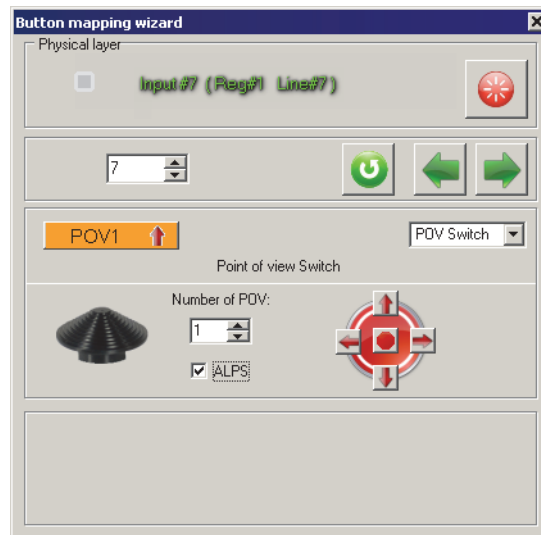 Button mapping wizard
Physical layer
Input #7 (Reg#1 Line#7)
7
POV1
POV Switch
Point of view Switch
Number of POV:
1
ALPS